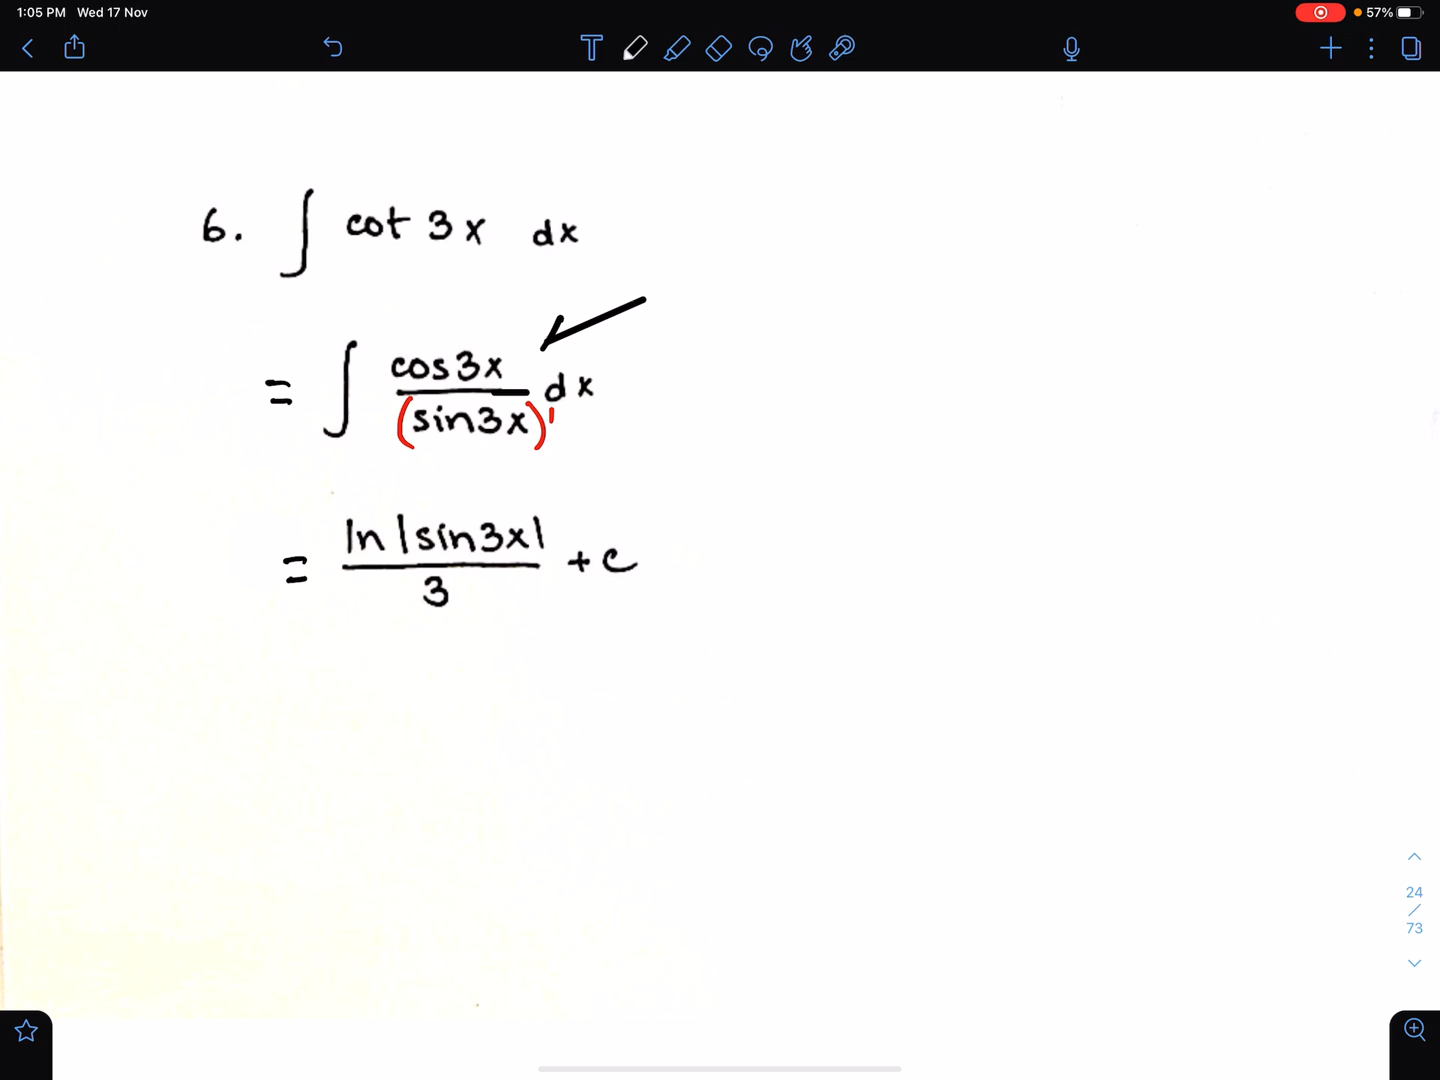 1:05 PM Wed 17 Nov
57%
T
6. ∫ cot 3x dx
= ∫ cos3x / (sin3x)' dx
= ln |sin3x| / 3 + c
24
/
73